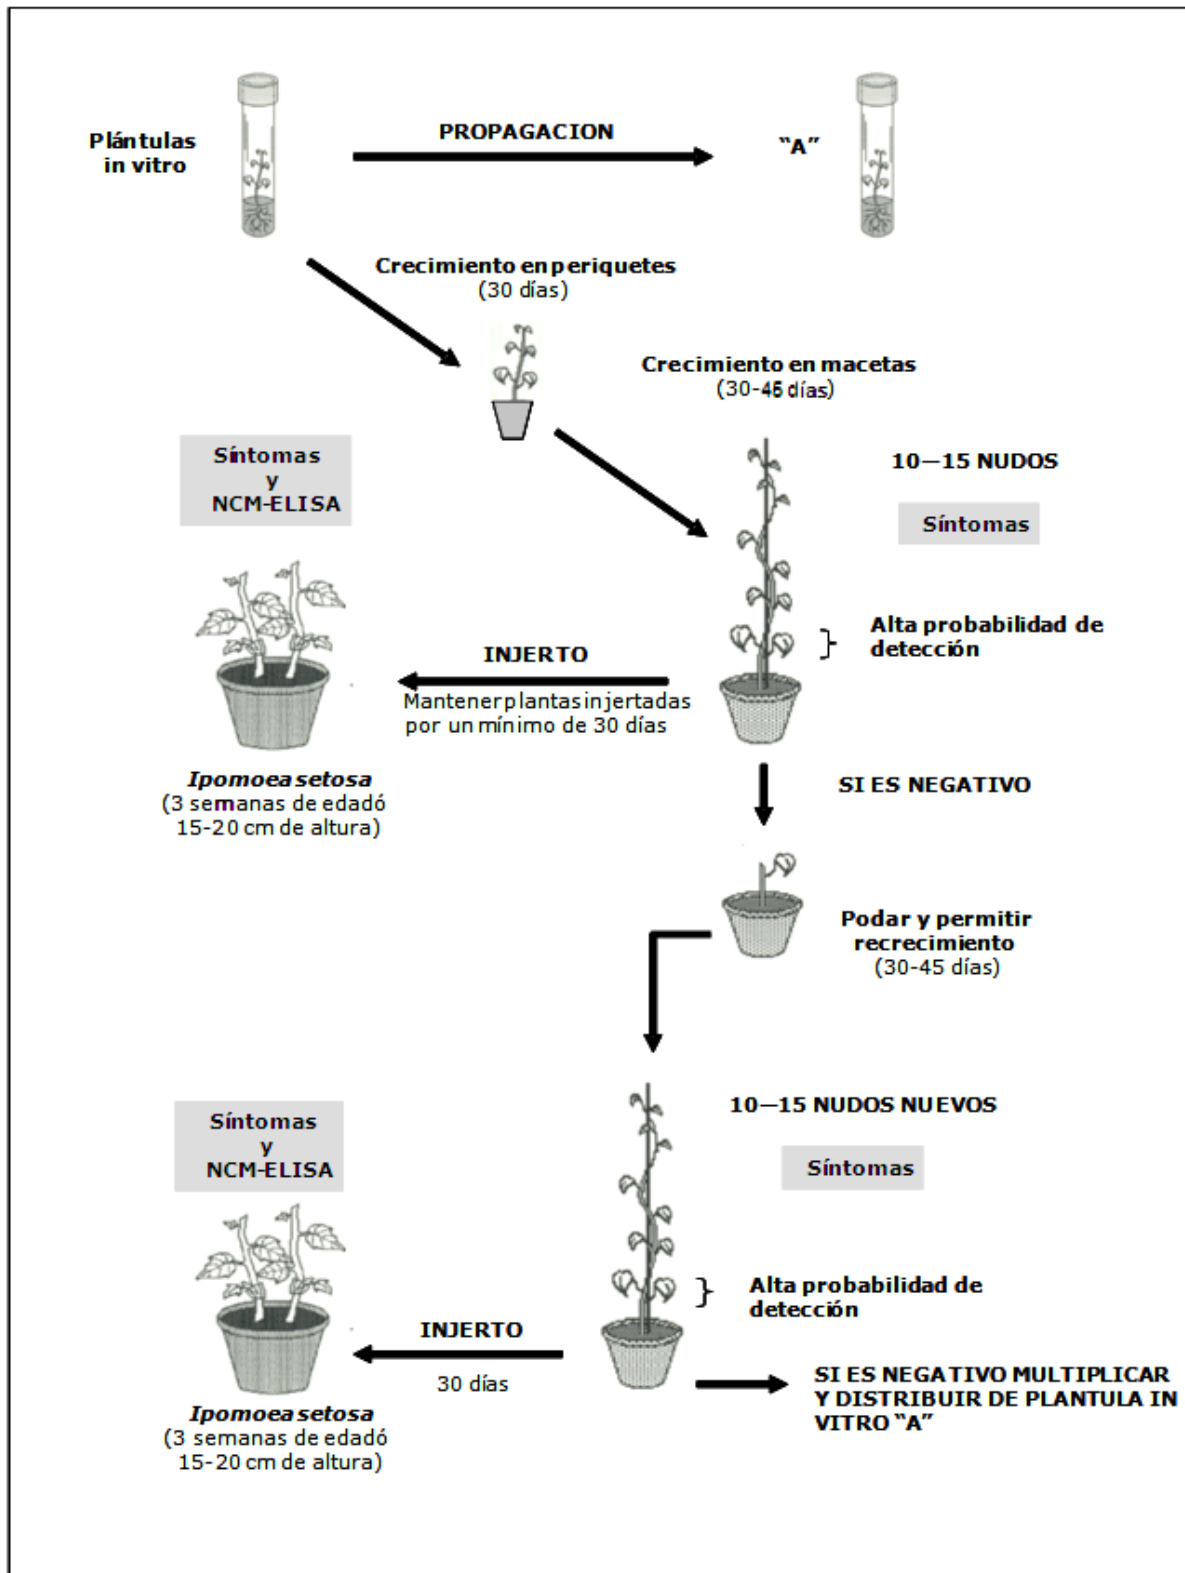 Plántulas
in vitro
PROPAGACION
“A”
Crecimiento en periquetes
(30 días)
Crecimiento en macetas
(30-45 días)
Síntomas
y
NCM-ELISA
10—15 NUDOS
Síntomas
Alta probabilidad de
detección
INJERTO
Mantener plantas injertadas
por un mínimo de 30 días
Ipomoea setosa
(3 semanas de edadó
15-20 cm de altura)
SI ES NEGATIVO
Podar y permitir
recrecimiento
(30-45 días)
10—15 NUDOS NUEVOS
Síntomas
y
NCM-ELISA
Síntomas
Alta probabilidad de
detección
INJERTO
30 días
Ipomoea setosa
(3 semanas de edadó
15-20 cm de altura)
SI ES NEGATIVO MULTIPLICAR
Y DISTRIBUIR DE PLANTULA IN
VITRO “A”